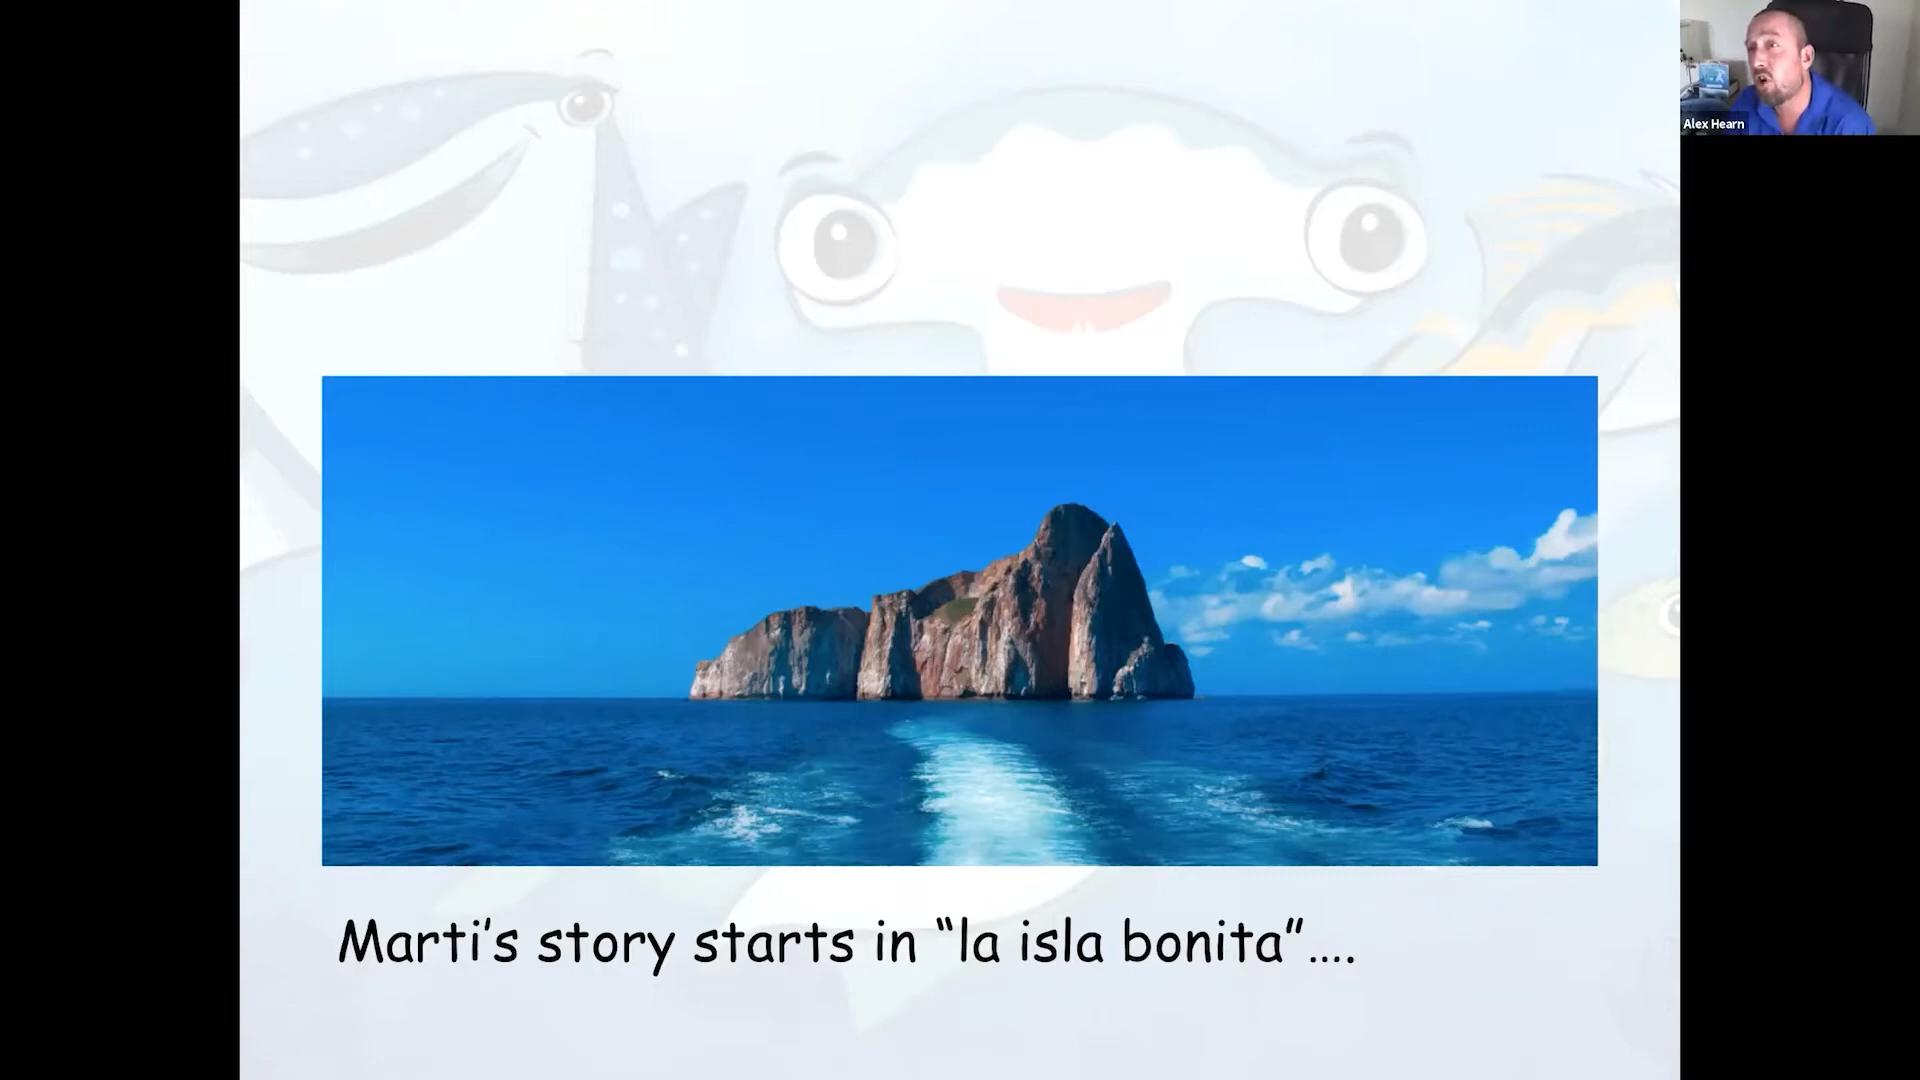 Alex Hearn
Marti's story starts in “la isla bonita”....